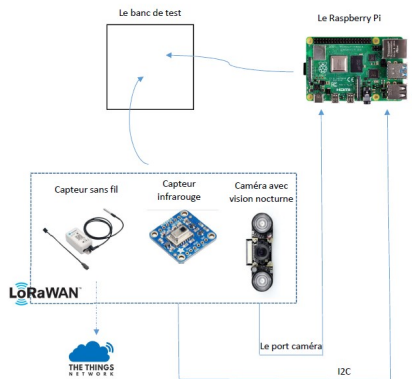 Le banc de test
Le Raspberry Pi
Capteur sans fil
Capteur
infrarouge
Caméra avec
vision nocturne
LoRaWAN
Le port caméra
I2C
THE THINGS
NETWORK